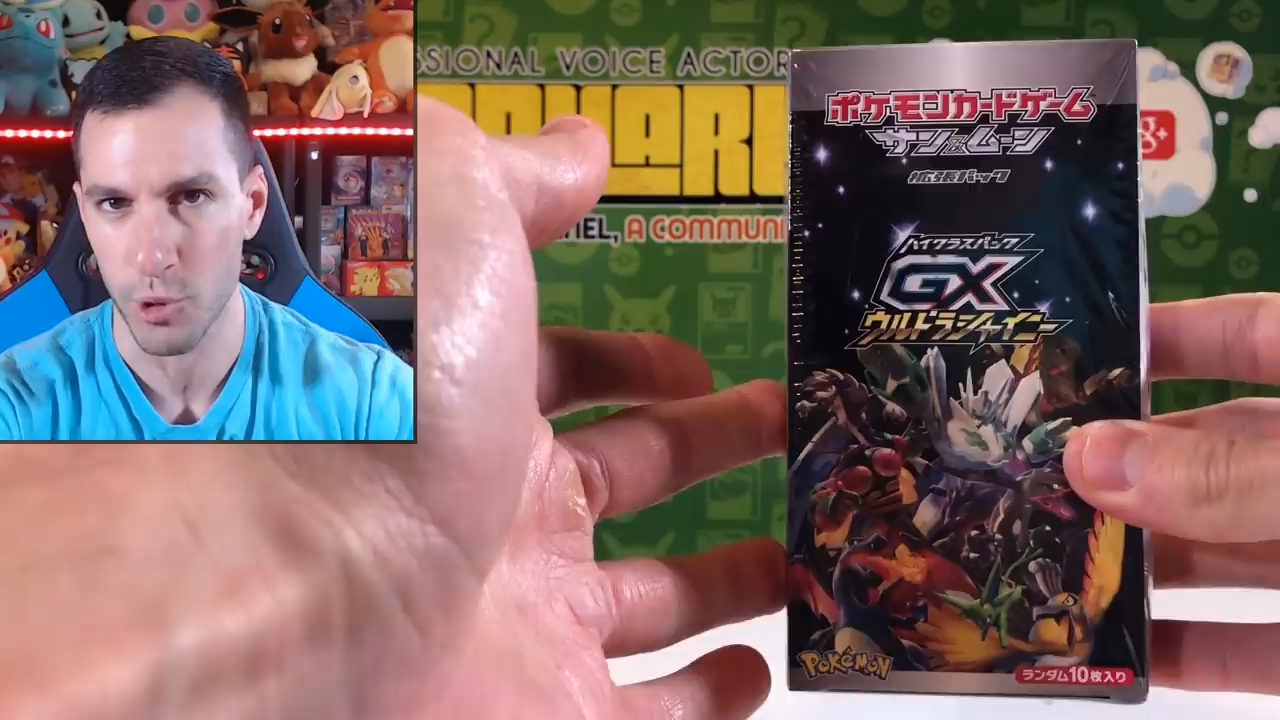 SSIONAL VOICE ACTOR
NEL, A COMMUNI
g+
ポケモンカードゲーム
サン&ムーン
拡張パック
ハイクラスパック
GX
ウルトラシャイニー
POKéMON
ランダム10枚入り